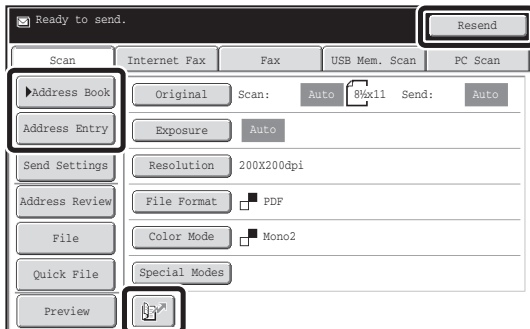 Ready to send.
Resend
Scan Internet Fax Fax USB Mem. Scan PC Scan
Address Book Original Scan: Auto 8½x11 Send: Auto
Address Entry Exposure Auto
Send Settings Resolution 200X200dpi
Address Review File Format PDF
File Color Mode Mono2
Quick File Special Modes
Preview